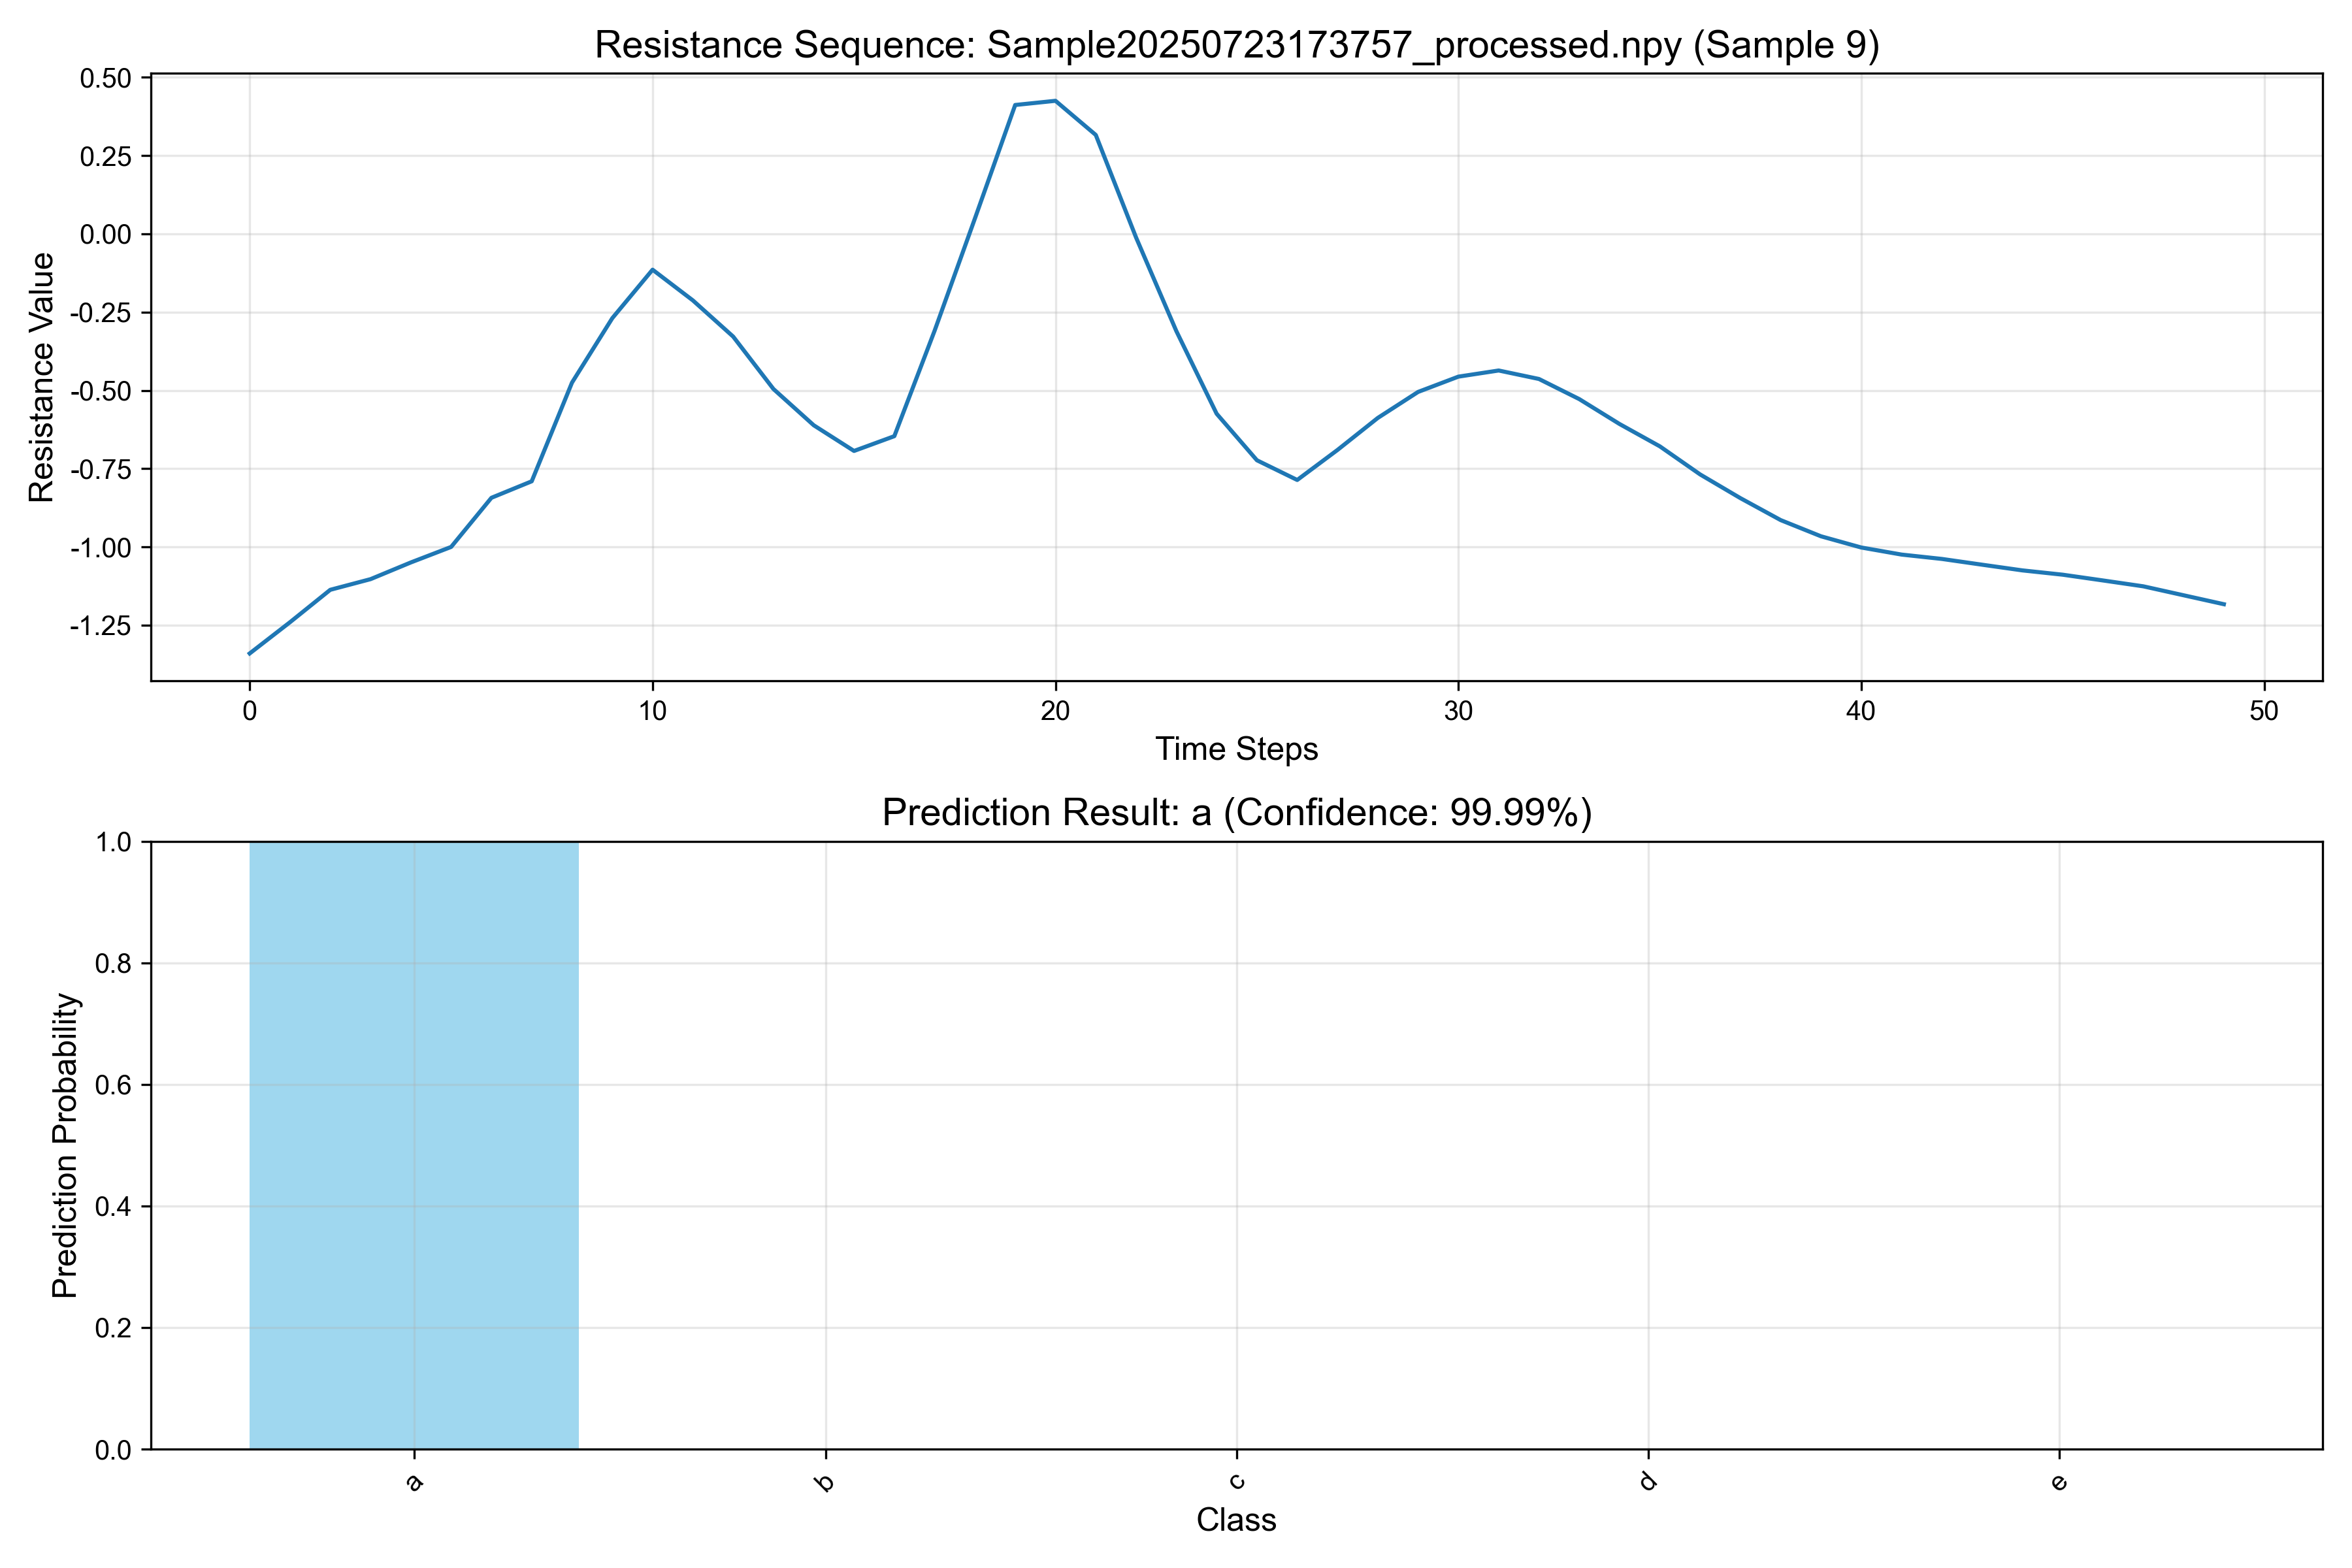 Resistance Sequence: Sample20250723173757_processed.npy (Sample 9)
0.50
0.25
0.00
-0.25
-0.50
-0.75
-1.00
-1.25
Resistance Value
0 10 20 30 40 50
Time Steps
Prediction Result: a (Confidence: 99.99%)
1.0
0.8
0.6
0.4
0.2
0.0
Prediction Probability
a b c d e
Class